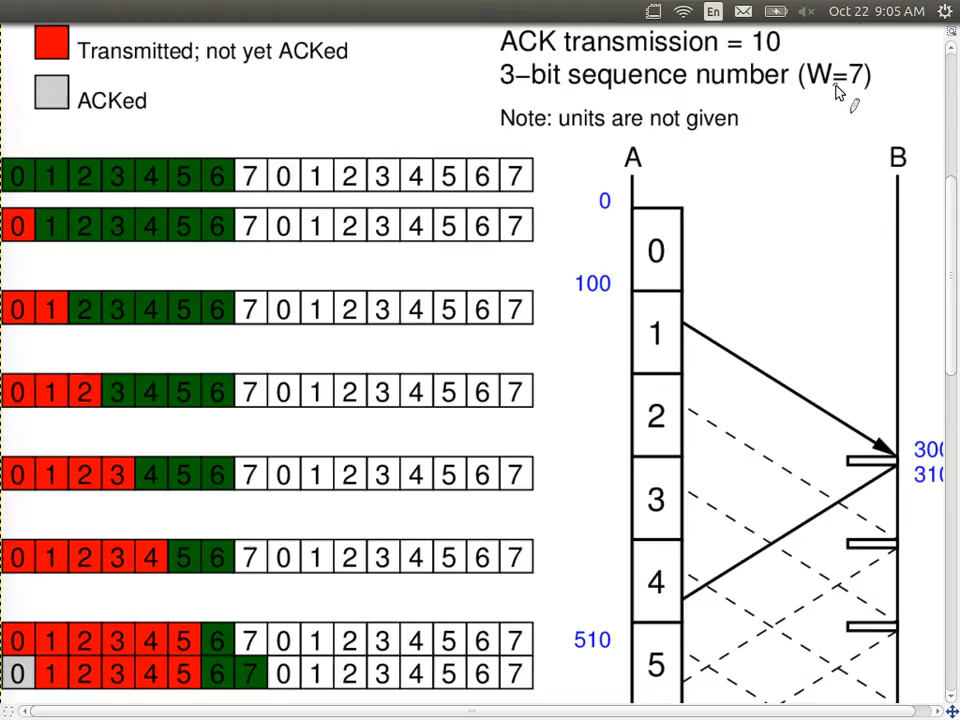 En
Oct 22 9:05 AM
Transmitted; not yet ACKed
ACKed
ACK transmission = 10
3−bit sequence number (W=7)
Note: units are not given
0 1 2 3 4 5 6 7 0 1 2 3 4 5 6 7
0 1 2 3 4 5 6 7 0 1 2 3 4 5 6 7
0 1 2 3 4 5 6 7 0 1 2 3 4 5 6 7
0 1 2 3 4 5 6 7 0 1 2 3 4 5 6 7
0 1 2 3 4 5 6 7 0 1 2 3 4 5 6 7
0 1 2 3 4 5 6 7 0 1 2 3 4 5 6 7
0 1 2 3 4 5 6 7 0 1 2 3 4 5 6 7
0 1 2 3 4 5 6 7 0 1 2 3 4 5 6 7
A B
0
0
100
1
2
300
310
3
4
510
5